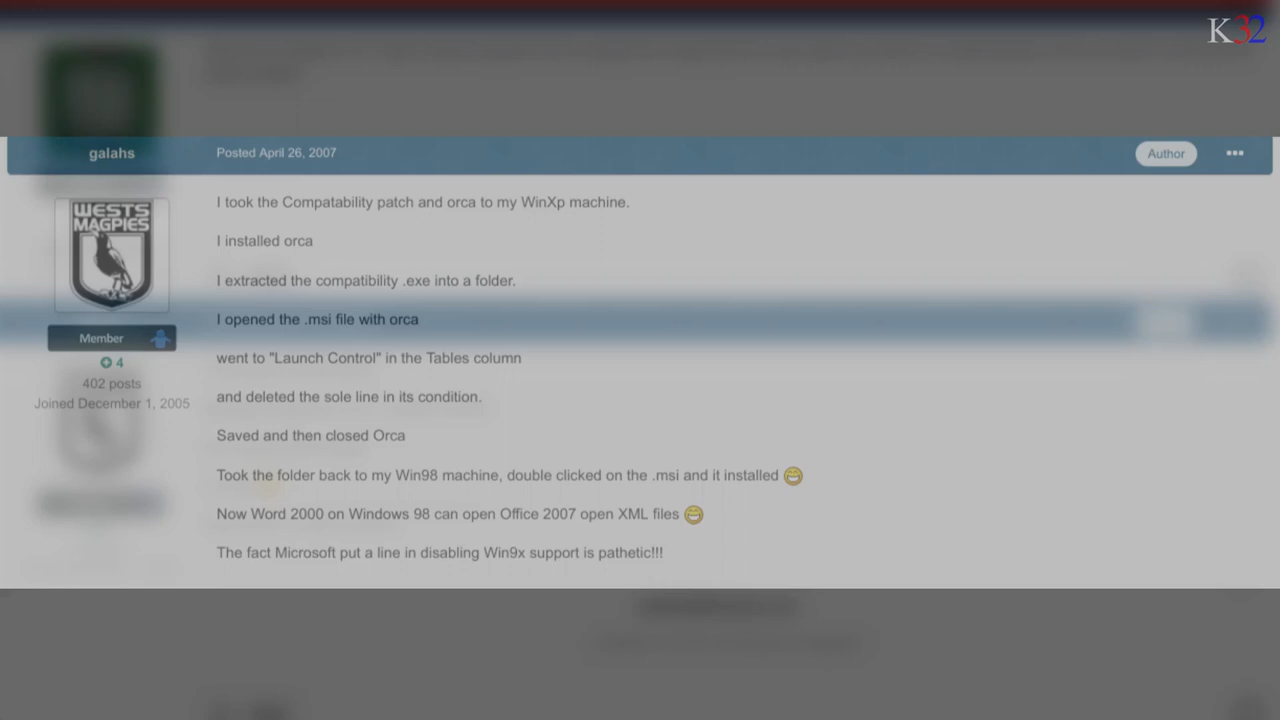 K32
galahs
Posted April 26, 2007
Author
WESTS
MAGPIES
Member
4
402 posts
Joined December 1, 2005
I took the Compatability patch and orca to my WinXp machine.
I installed orca
I extracted the compatibility .exe into a folder.
I opened the .msi file with orca
went to "Launch Control" in the Tables column
and deleted the sole line in its condition.
Saved and then closed Orca
Took the folder back to my Win98 machine, double clicked on the .msi and it installed
Now Word 2000 on Windows 98 can open Office 2007 open XML files
The fact Microsoft put a line in disabling Win9x support is pathetic!!!